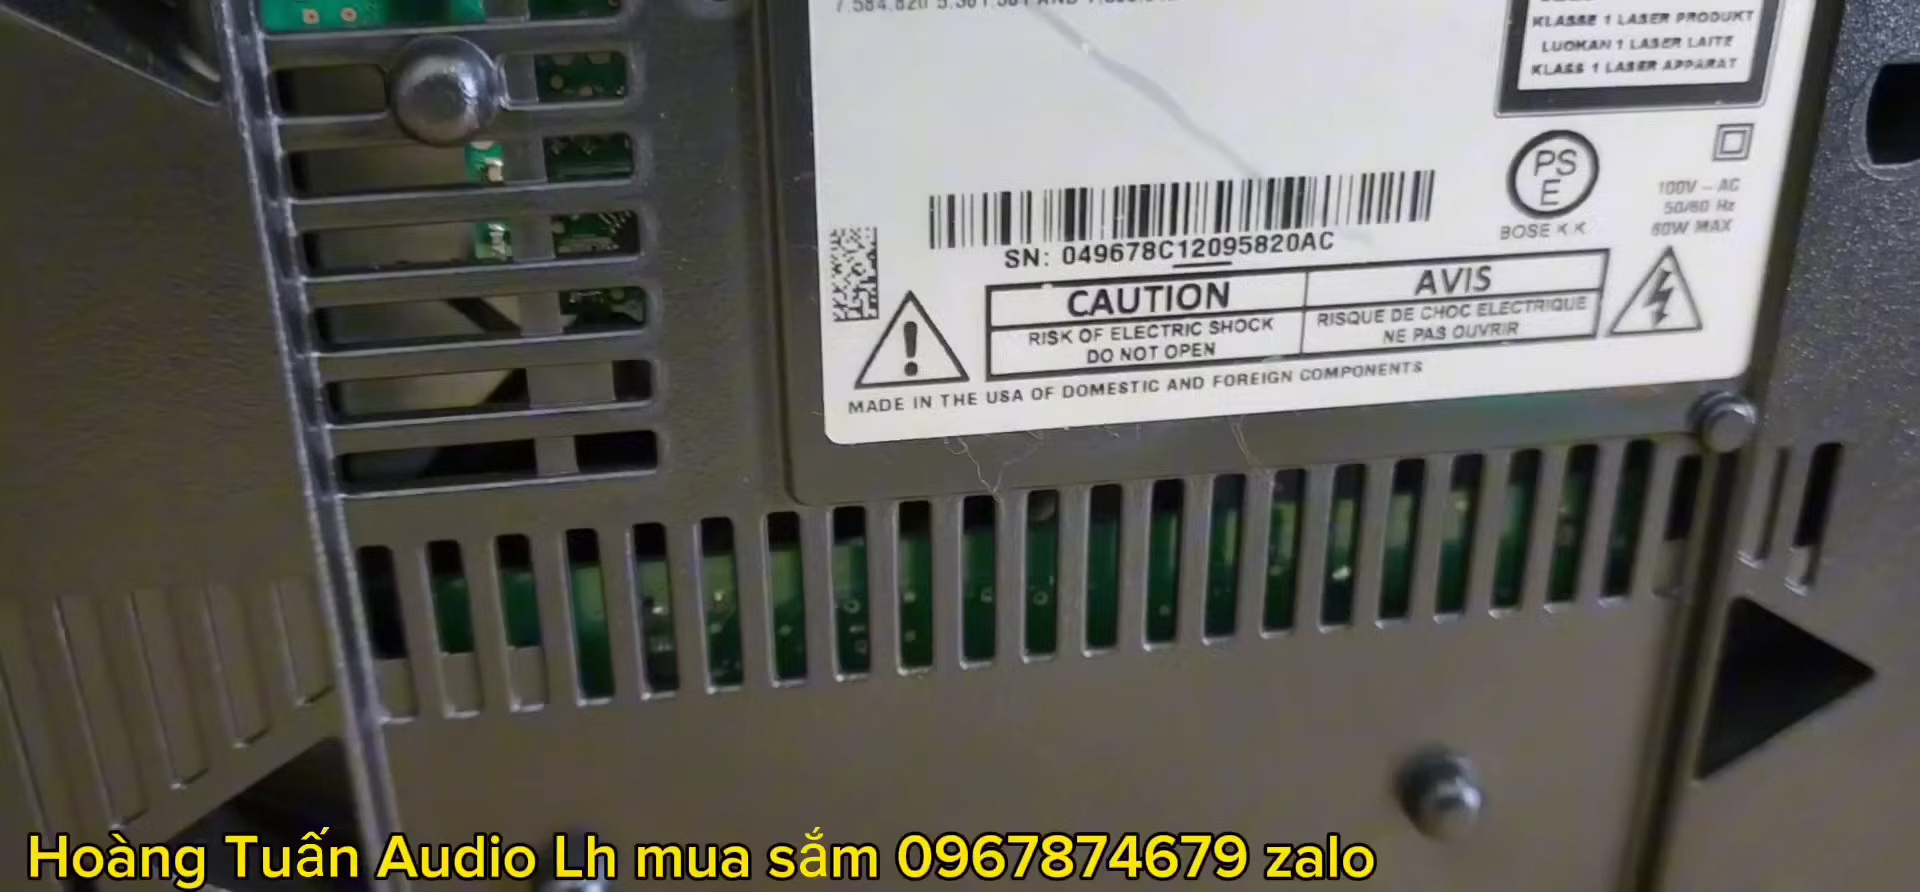 KLASSE 1 LASER PRODUKT
LUOKAN 1 LASER LAITE
KLASS 1 LASER APPARAT
PS
E
BOSE K.K.
100V ~ AC
50/60 Hz
60W MAX
SN: 049678C12095820AC
CAUTION
RISK OF ELECTRIC SHOCK
DO NOT OPEN
AVIS
RISQUE DE CHOC ELECTRIQUE
NE PAS OUVRIR
MADE IN THE USA OF DOMESTIC AND FOREIGN COMPONENTS
Hoàng Tuấn Audio Lh mua sắm 0967874679 zalo